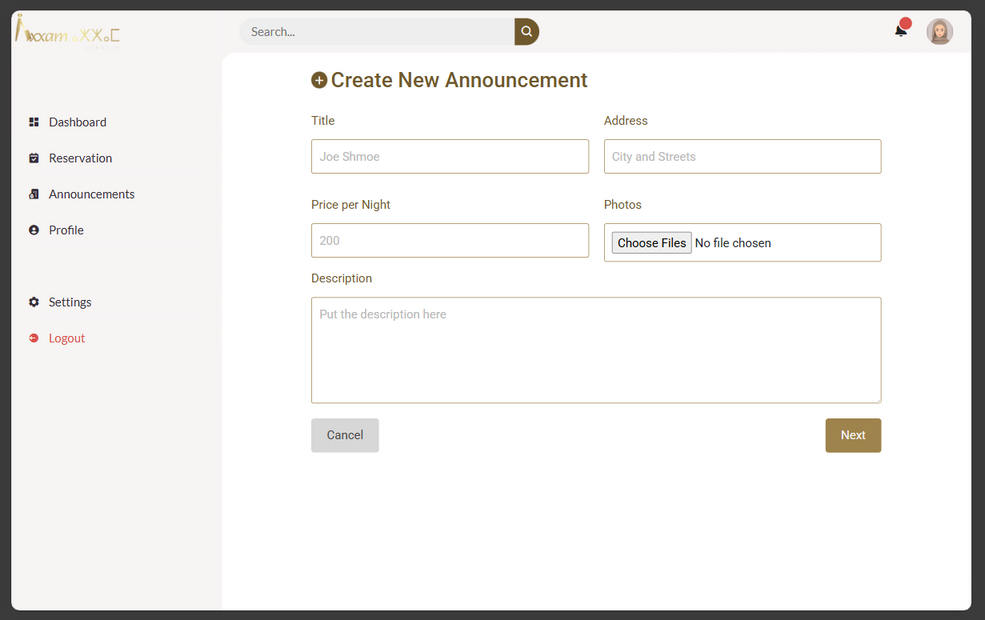 Search...
Create New Announcement
Dashboard
Reservation
Announcements
Profile
Settings
Logout
Title
Address
Joe Shmoe
City and Streets
Price per Night
Photos
200
Choose Files No file chosen
Description
Put the description here
Cancel
Next